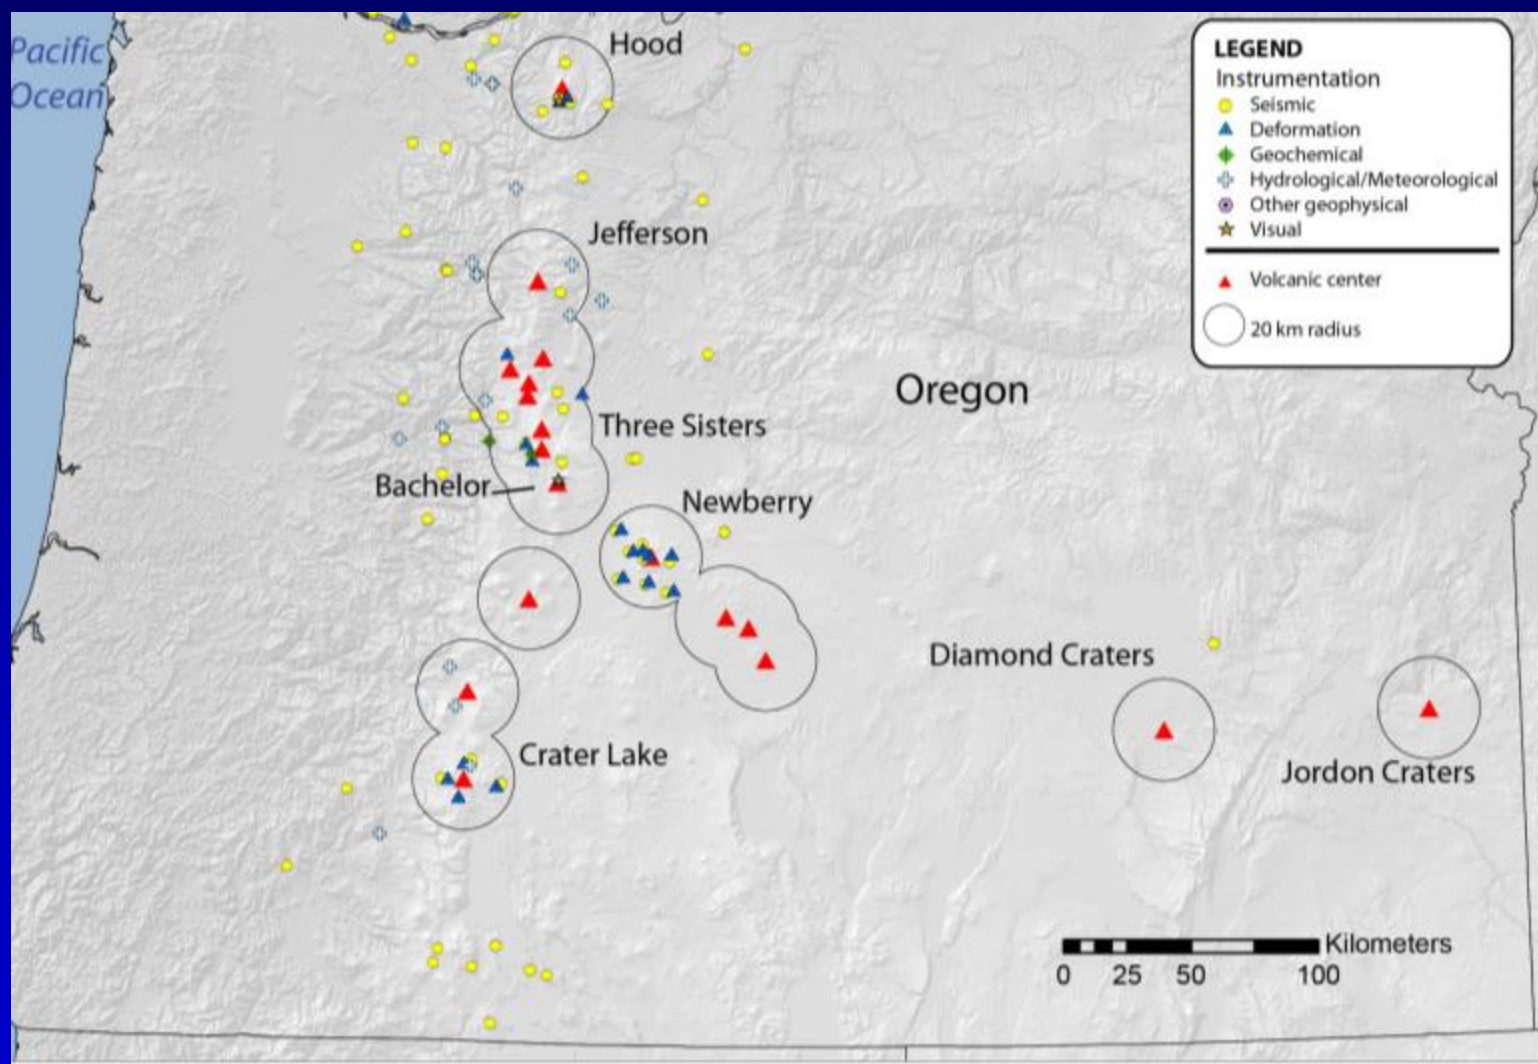 Pacific
Ocean
Hood
LEGEND
Instrumentation
Seismic
Deformation
Geochemical
Hydrological/Meteorological
Other geophysical
Visual
Volcanic center
20 km radius
Jefferson
Oregon
Three Sisters
Bachelor
Newberry
Diamond Craters
Crater Lake
Jordon Craters
Kilometers
0 25 50 100